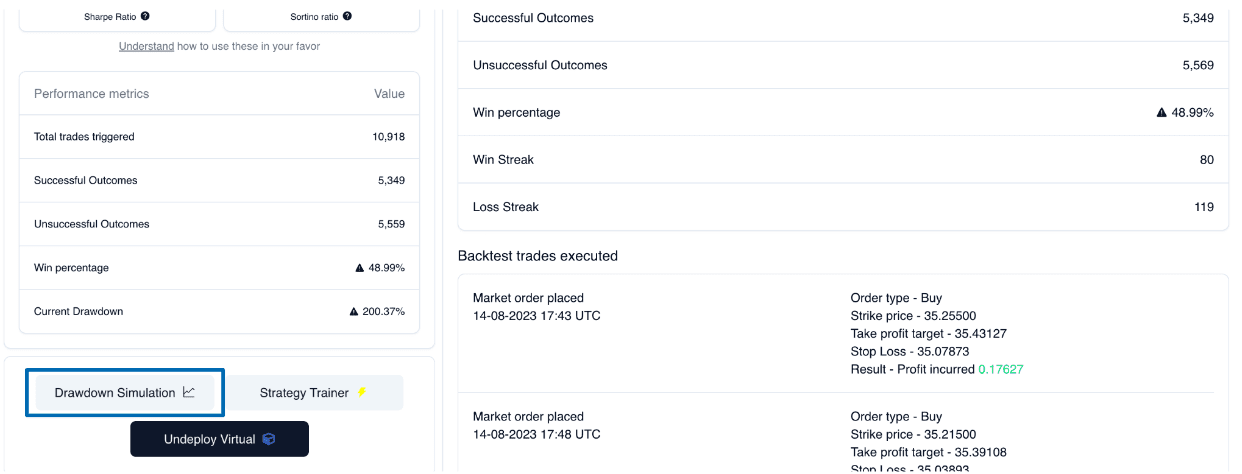 Sharpe Ratio
Sortino ratio
Understand how to use these in your favor
Performance metrics Value
Total trades triggered 10,918
Successful Outcomes 5,349
Unsuccessful Outcomes 5,559
Win percentage 48.99%
Current Drawdown 200.37%
Drawdown Simulation
Strategy Trainer
Undeploy Virtual
Successful Outcomes 5,349
Unsuccessful Outcomes 5,569
Win percentage 48.99%
Win Streak 80
Loss Streak 119
Backtest trades executed
Market order placed
14-08-2023 17:43 UTC
Order type - Buy
Strike price - 35.25500
Take profit target - 35.43127
Stop Loss - 35.07873
Result - Profit incurred 0.17627
Market order placed
14-08-2023 17:48 UTC
Order type - Buy
Strike price - 35.21500
Take profit target - 35.39108
Stop Loss - 35.03893